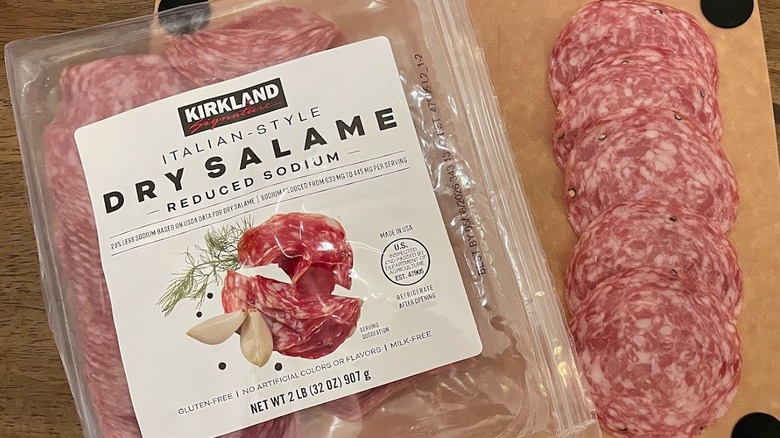 KIRKLAND
Signature
ITALIAN-STYLE
DRY SALAME
REDUCED SODIUM
29% LESS SODIUM BASED ON USDA DATA FOR DRY SALAME | SODIUM REDUCED FROM 633 MG TO 445 MG PER SERVING
MADE IN USA
U.S.
INSPECTED
AND PASSED BY
DEPARTMENT OF
AGRICULTURE
EST. 47905
REFRIGERATE
AFTER OPENING
SERVING
SUGGESTION
GLUTEN-FREE | NO ARTIFICIAL COLORS OR FLAVORS | MILK-FREE
NET WT 2 LB (32 OZ) 907 g
BEST BY